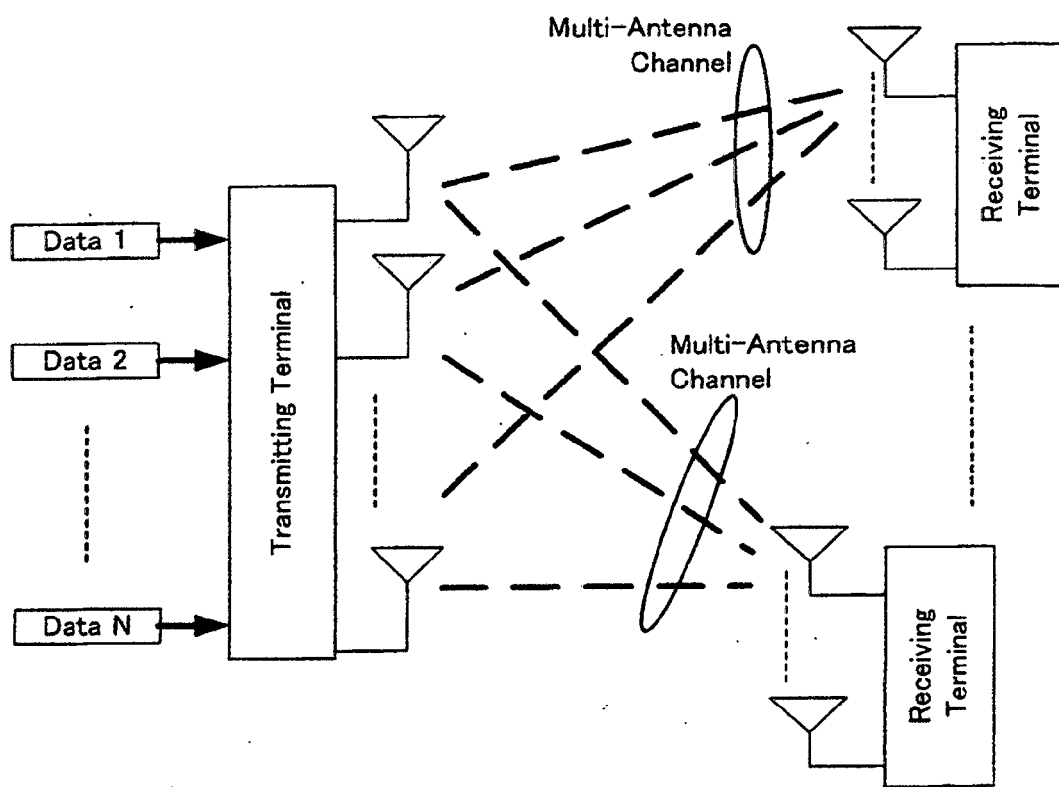 Multi-Antenna
Channel
Data 1
Data 2
Data N
Transmitting Terminal
Multi-Antenna
Channel
Receiving
Terminal
Receiving
Terminal